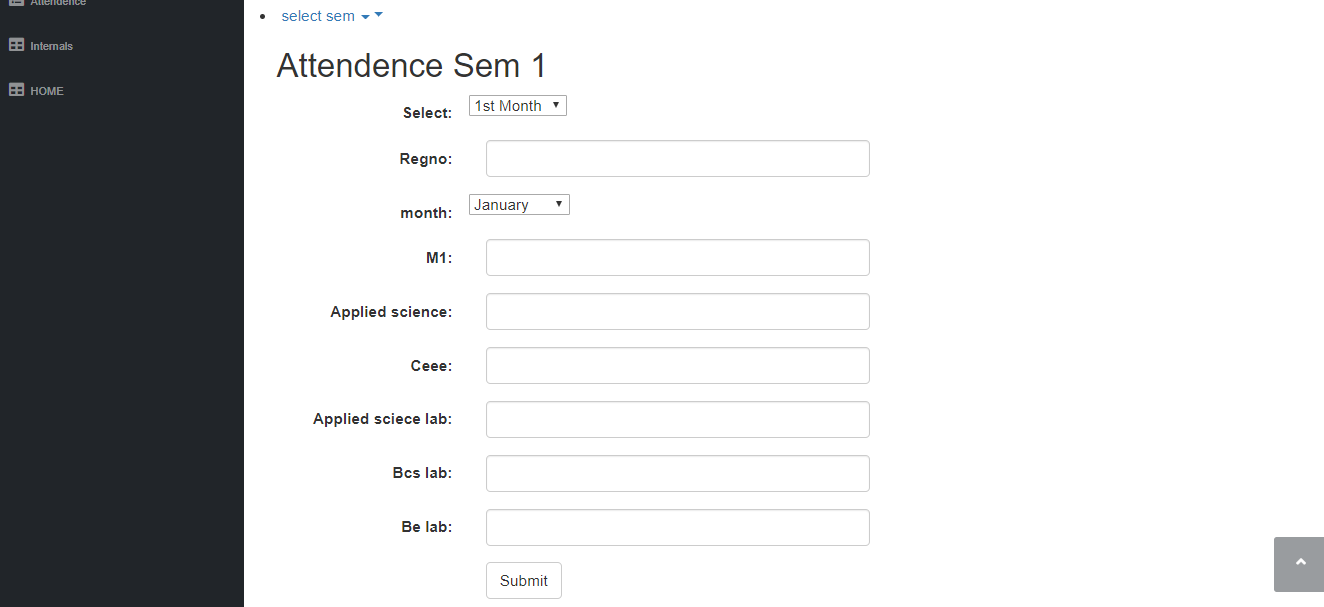 Attendence
Internals
HOME
select sem
Attendence Sem 1
Select: 1st Month
Regno:
month: January
M1:
Applied science:
Ceee:
Applied sciece lab:
Bcs lab:
Be lab:
Submit